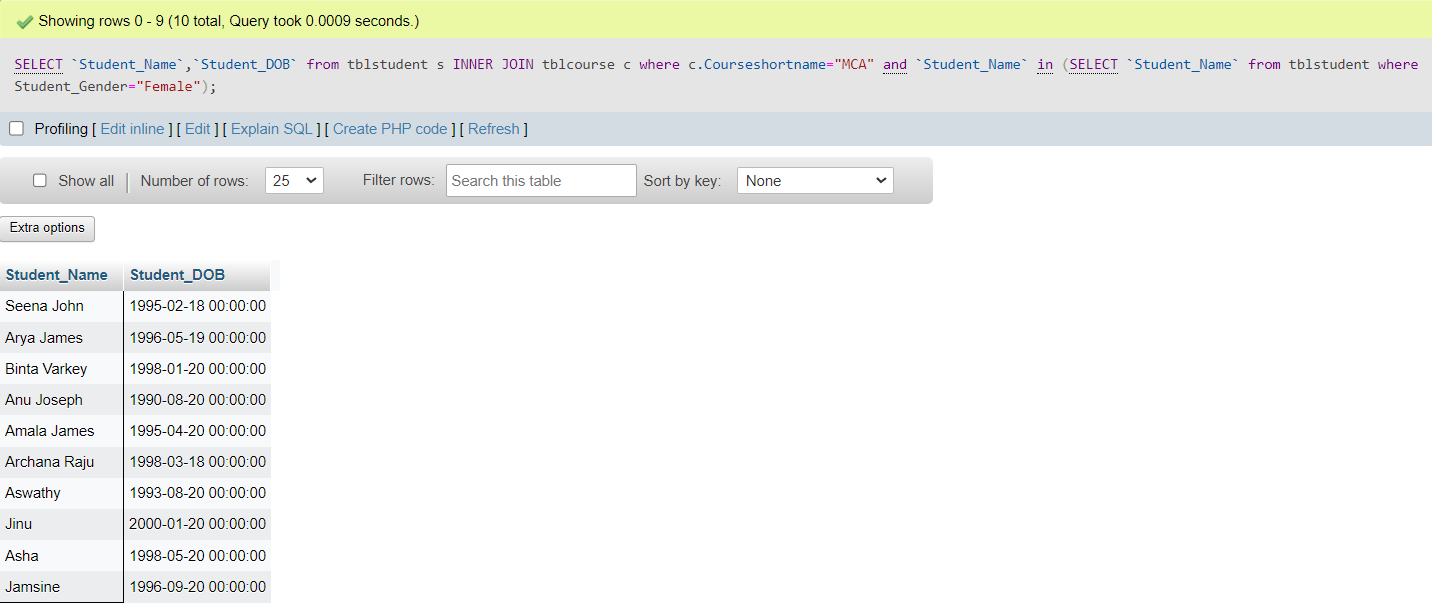 Showing rows 0 - 9 (10 total, Query took 0.0009 seconds.)
SELECT `Student_Name`,`Student_DOB` from tblstudent s INNER JOIN tblcourse c where c.Courseshortname="MCA" and `Student_Name` in (SELECT `Student_Name` from tblstudent where
Student_Gender="Female");
Profiling [ Edit inline ] [ Edit ] [ Explain SQL ] [ Create PHP code ] [ Refresh ]
Show all | Number of rows: 25 Filter rows: Search this table Sort by key: None
Extra options
Student_Name Student_DOB
Seena John 1995-02-18 00:00:00
Arya James 1996-05-19 00:00:00
Binta Varkey 1998-01-20 00:00:00
Anu Joseph 1990-08-20 00:00:00
Amala James 1995-04-20 00:00:00
Archana Raju 1998-03-18 00:00:00
Aswathy 1993-08-20 00:00:00
Jinu 2000-01-20 00:00:00
Asha 1998-05-20 00:00:00
Jamsine 1996-09-20 00:00:00